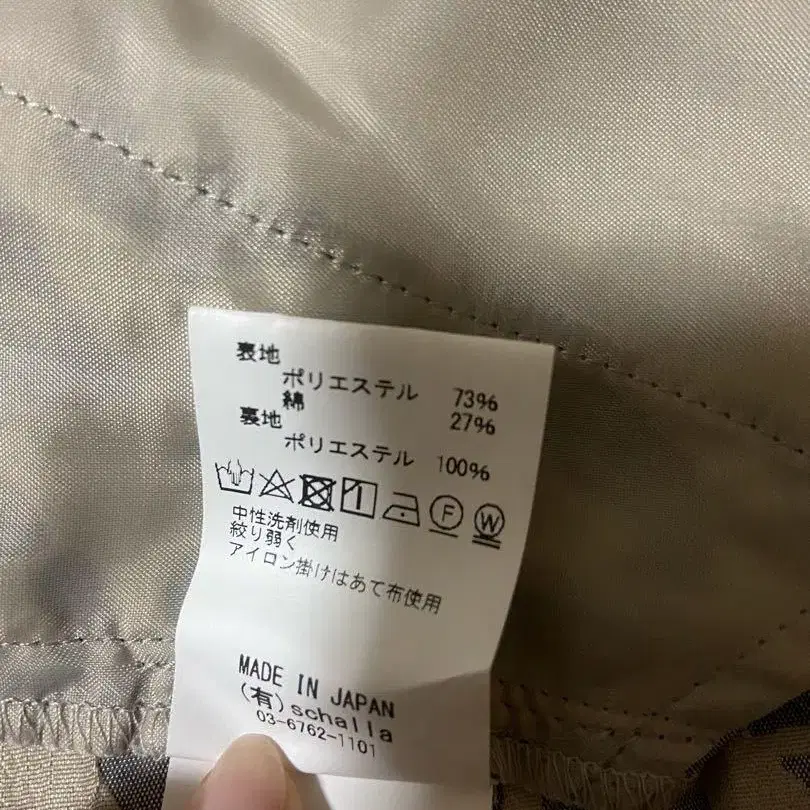 裏地
ポリエステル 73%
綿 27%
裏地
ポリエステル 100%
F W
中性洗剤使用
絞り弱く
アイロン掛けはあて布使用
MADE IN JAPAN
(有)schalla
03-6762-1101